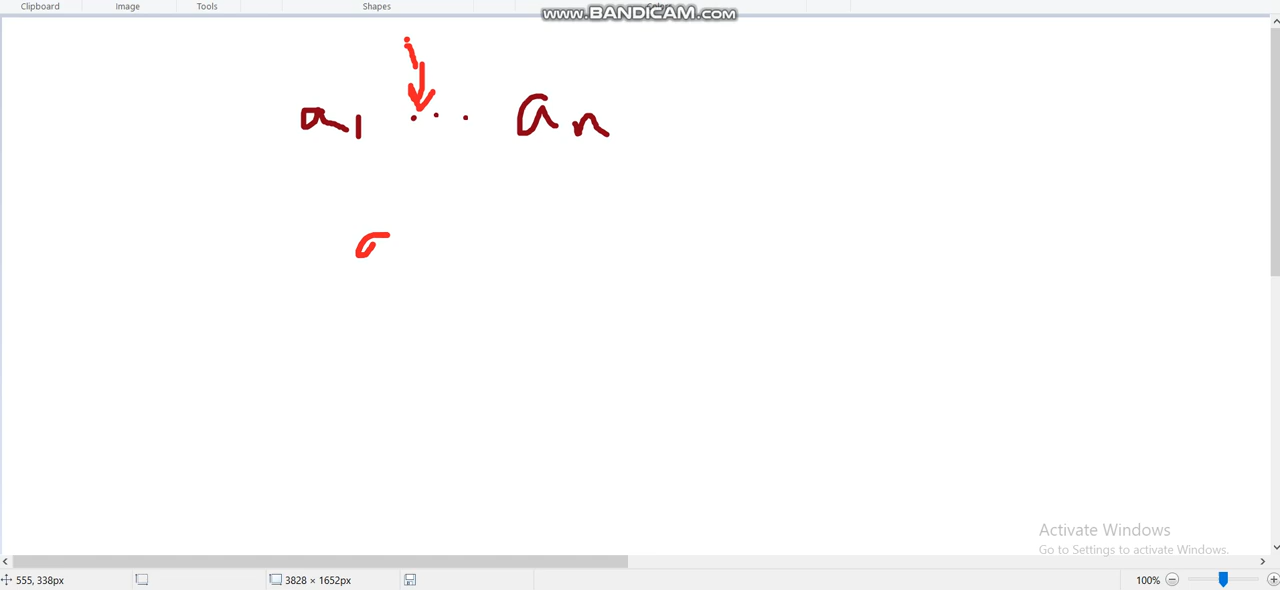 Clipboard Image Tools Shapes Colors
www.BANDICAM.com
i
a1 ... an
Activate Windows
Go to Settings to activate Windows.
555, 338px 3828 × 1652px 100%